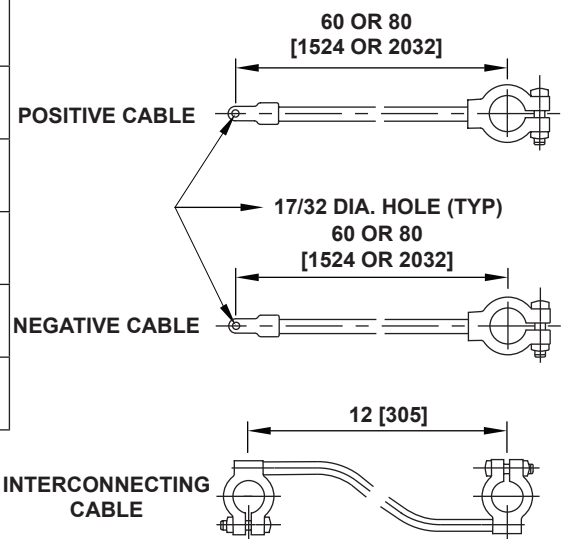 60 OR 80
[1524 OR 2032]
POSITIVE CABLE
17/32 DIA. HOLE (TYP)
60 OR 80
[1524 OR 2032]
NEGATIVE CABLE
12 [305]
INTERCONNECTING
CABLE